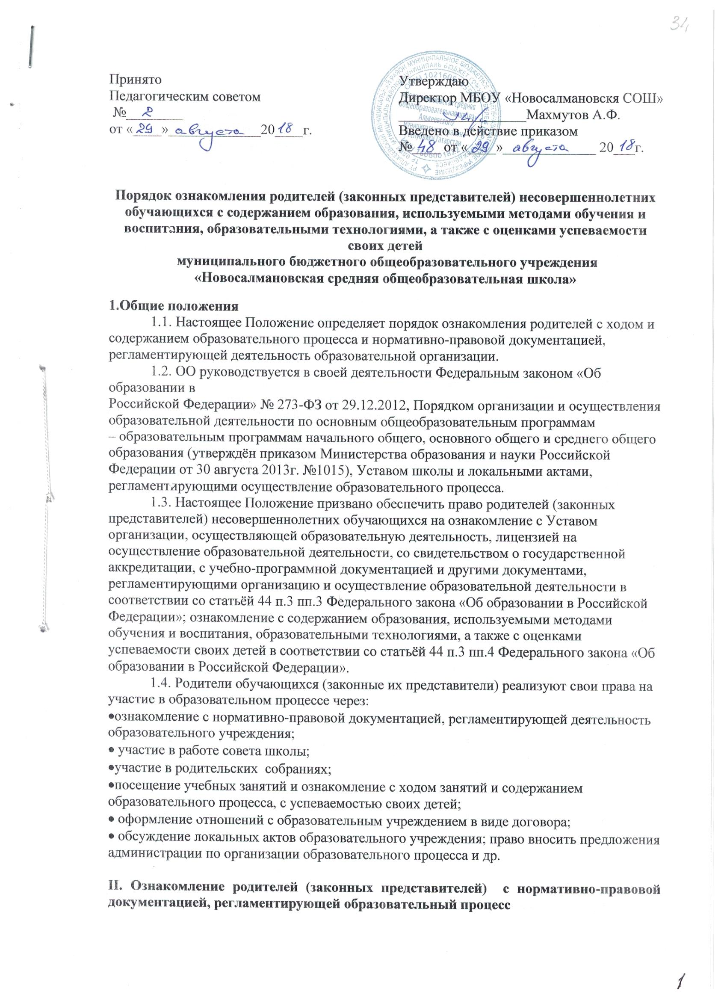 34
Принято
Педагогическим советом
№ 2
от « 29 » августа 20 18 г.
Утверждаю
Директор МБОУ «Новосалмановскя СОШ»
Махмутов А.Ф.
Введено в действие приказом
№ 48 от « 29 » августа 20 18 г.
Порядок ознакомления родителей (законных представителей) несовершеннолетних
обучающихся с содержанием образования, используемыми методами обучения и
воспитания, образовательными технологиями, а также с оценками успеваемости
своих детей
муниципального бюджетного общеобразовательного учреждения
«Новосалмановская средняя общеобразовательная школа»
1.Общие положения
1.1. Настоящее Положение определяет порядок ознакомления родителей с ходом и
содержанием образовательного процесса и нормативно-правовой документацией,
регламентирующей деятельность образовательной организации.
1.2. ОО руководствуется в своей деятельности Федеральным законом «Об
образовании в
Российской Федерации» № 273-ФЗ от 29.12.2012, Порядком организации и осуществления
образовательной деятельности по основным общеобразовательным программам
– образовательным программам начального общего, основного общего и среднего общего
образования (утверждён приказом Министерства образования и науки Российской
Федерации от 30 августа 2013г. №1015), Уставом школы и локальными актами,
регламентирующими осуществление образовательного процесса.
1.3. Настоящее Положение призвано обеспечить право родителей (законных
представителей) несовершеннолетних обучающихся на ознакомление с Уставом
организации, осуществляющей образовательную деятельность, лицензией на
осуществление образовательной деятельности, со свидетельством о государственной
аккредитации, с учебно-программной документацией и другими документами,
регламентирующими организацию и осуществление образовательной деятельности в
соответствии со статьёй 44 п.3 пп.3 Федерального закона «Об образовании в Российской
Федерации»; ознакомление с содержанием образования, используемыми методами
обучения и воспитания, образовательными технологиями, а также с оценками
успеваемости своих детей в соответствии со статьёй 44 п.3 пп.4 Федерального закона «Об
образовании в Российской Федерации».
1.4. Родители обучающихся (законные их представители) реализуют свои права на
участие в образовательном процессе через:
•ознакомление с нормативно-правовой документацией, регламентирующей деятельность
образовательного учреждения;
• участие в работе совета школы;
•участие в родительских собраниях;
•посещение учебных занятий и ознакомление с ходом занятий и содержанием
образовательного процесса, с успеваемостью своих детей;
• оформление отношений с образовательным учреждением в виде договора;
• обсуждение локальных актов образовательного учреждения; право вносить предложения
администрации по организации образовательного процесса и др.
II. Ознакомление родителей (законных представителей) с нормативно-правовой
документацией, регламентирующей образовательный процесс
1